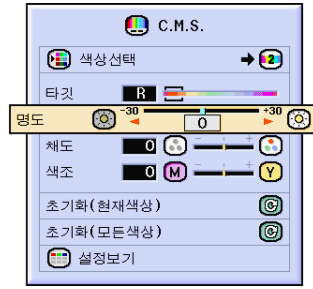 C.M.S.
색상선택 2
타깃 R
명도 -30 0 +30
채도 0 - +
색조 0 M - + Y
초기화(현재색상)
초기화(모든색상)
설정보기